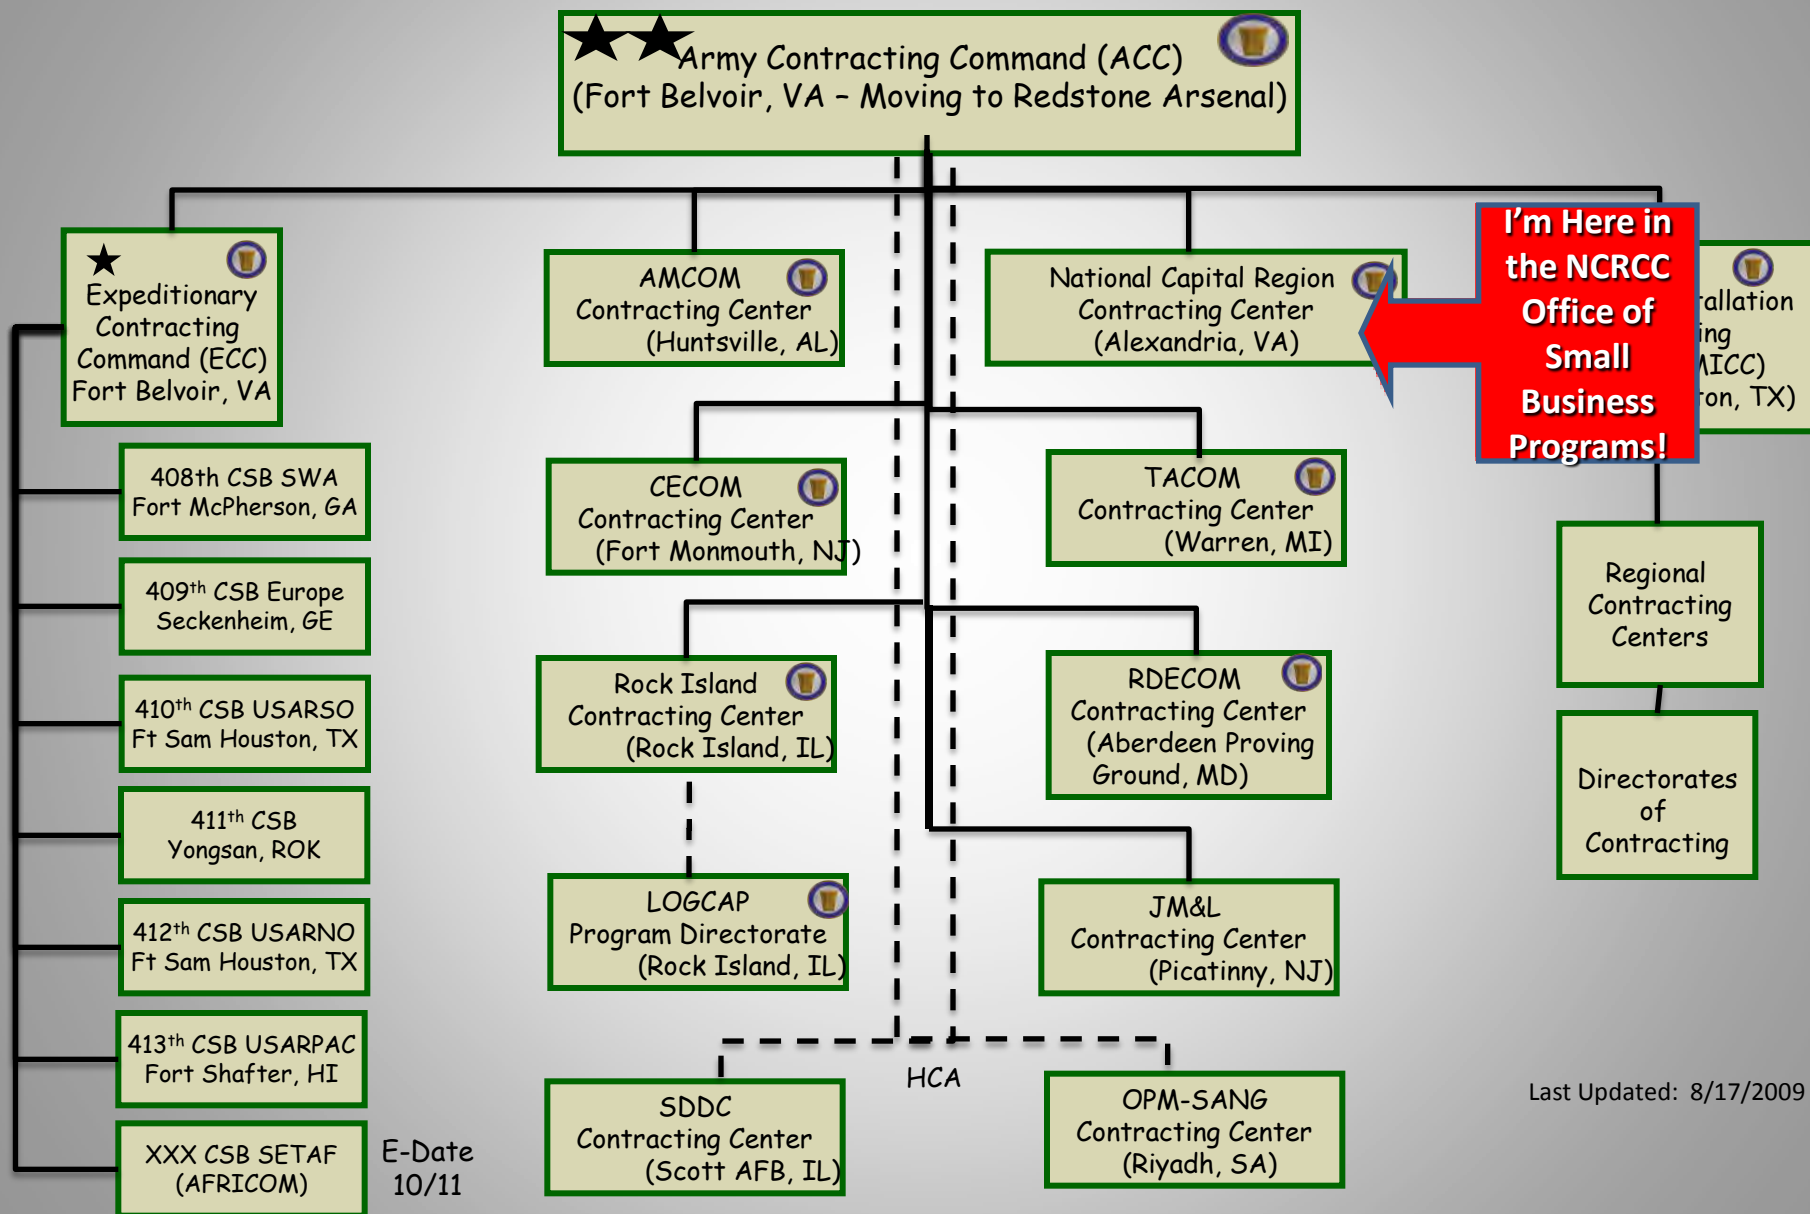 Army Contracting Command (ACC)
(Fort Belvoir, VA – Moving to Redstone Arsenal)
Expeditionary
Contracting
Command (ECC)
Fort Belvoir, VA
AMCOM
Contracting Center
(Huntsville, AL)
National Capital Region
Contracting Center
(Alexandria, VA)
I'm Here in
the NCRCC
Office of
Small
Business
Programs!
allation
ing
ICC)
ton, TX)
408th CSB SWA
Fort McPherson, GA
409th CSB Europe
Seckenheim, GE
410th CSB USARSO
Ft Sam Houston, TX
411th CSB
Yongsan, ROK
412th CSB USARNO
Ft Sam Houston, TX
413th CSB USARPAC
Fort Shafter, HI
XXX CSB SETAF
(AFRICOM)
E-Date
10/11
CECOM
Contracting Center
(Fort Monmouth, NJ)
TACOM
Contracting Center
(Warren, MI)
Rock Island
Contracting Center
(Rock Island, IL)
RDECOM
Contracting Center
(Aberdeen Proving
Ground, MD)
LOGCAP
Program Directorate
(Rock Island, IL)
JM&L
Contracting Center
(Picatinny, NJ)
HCA
SDDC
Contracting Center
(Scott AFB, IL)
OPM-SANG
Contracting Center
(Riyadh, SA)
Regional
Contracting
Centers
Directorates
of
Contracting
Last Updated: 8/17/2009